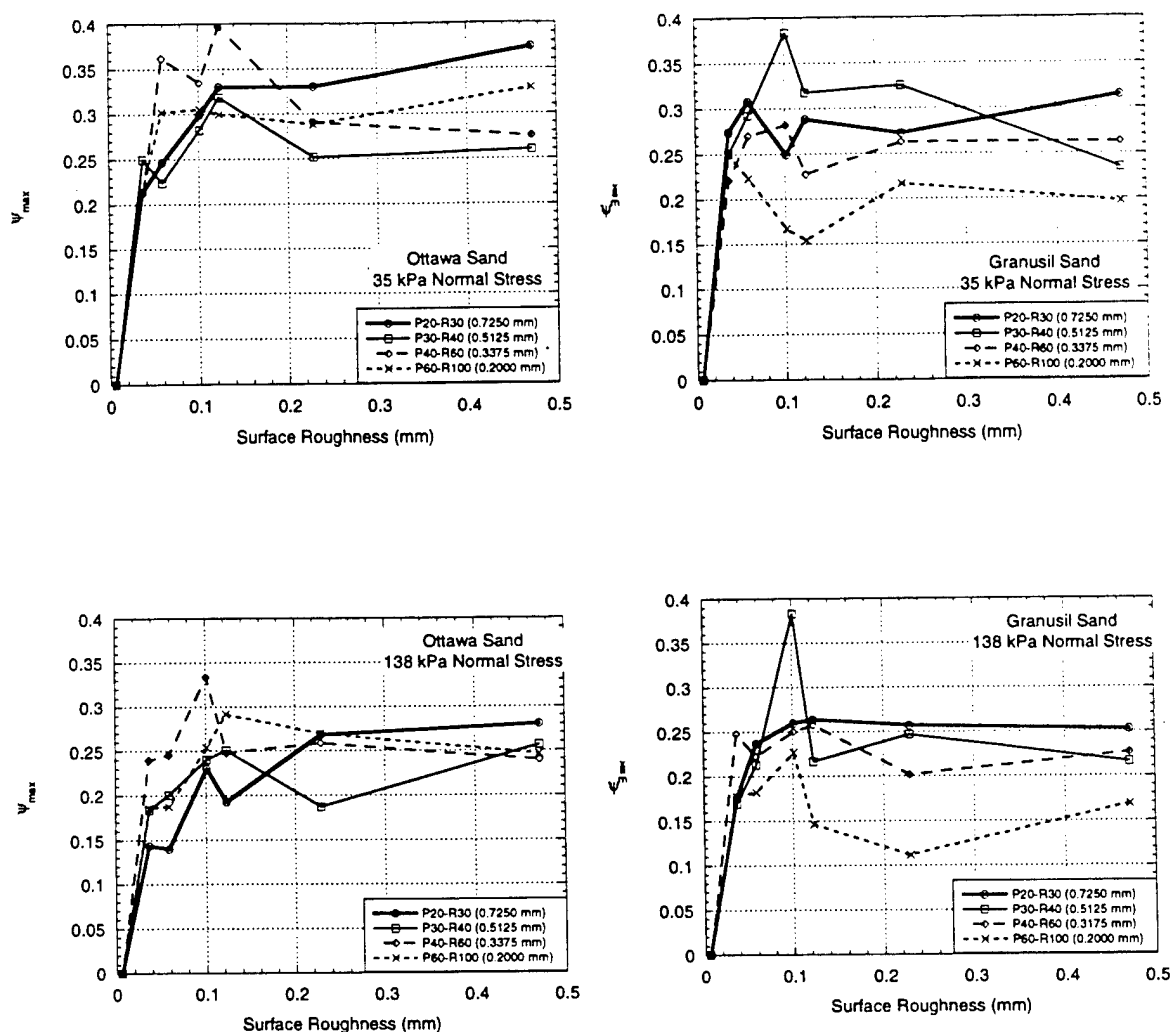 0.4
0.35
0.3
0.25
0.2
0.15
0.1
0.05
0
Ψmax
Ottawa Sand
35 kPa Normal Stress
P20-R30 (0.7250 mm)
P30-R40 (0.5125 mm)
P40-R60 (0.3375 mm)
P60-R100 (0.2000 mm)
0 0.1 0.2 0.3 0.4 0.5
Surface Roughness (mm)
0.4
0.35
0.3
0.25
0.2
0.15
0.1
0.05
0
Ψmax
Granusil Sand
35 kPa Normal Stress
P20-R30 (0.7250 mm)
P30-R40 (0.5125 mm)
P40-R60 (0.3375 mm)
P60-R100 (0.2000 mm)
0 0.1 0.2 0.3 0.4 0.5
Surface Roughness (mm)
0.4
0.35
0.3
0.25
0.2
0.15
0.1
0.05
0
Ψmax
Ottawa Sand
138 kPa Normal Stress
P20-R30 (0.7250 mm)
P30-R40 (0.5125 mm)
P40-R60 (0.3375 mm)
P60-R100 (0.2000 mm)
0 0.1 0.2 0.3 0.4 0.5
Surface Roughness (mm)
0.4
0.35
0.3
0.25
0.2
0.15
0.1
0.05
0
Ψmax
Granusil Sand
138 kPa Normal Stress
P20-R30 (0.7250 mm)
P30-R40 (0.5125 mm)
P40-R60 (0.3175 mm)
P60-R100 (0.2000 mm)
0 0.1 0.2 0.3 0.4 0.5
Surface Roughness (mm)